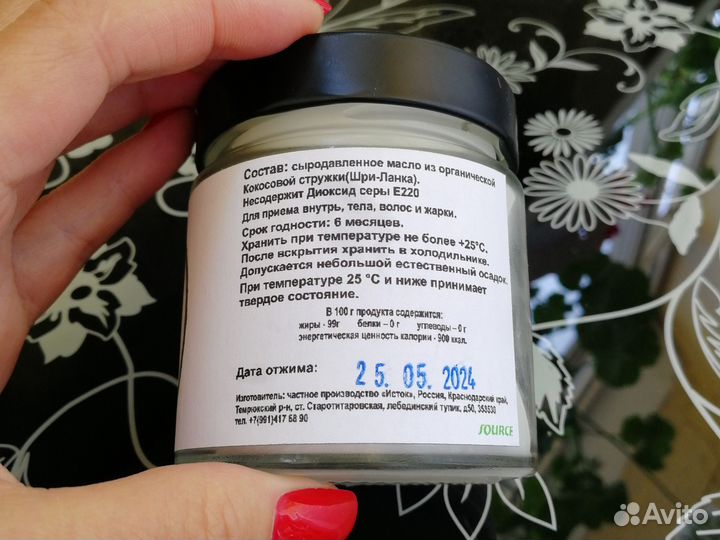 Состав: сыродавленное масло из органической
Кокосовой стружки(Шри-Ланка).
Несодержит Диоксид серы Е220
Для приема внутрь, тела, волос и жарки.
Срок годности: 6 месяцев.
Хранить при температуре не более +25°С.
После вскрытия хранить в холодильнике.
Допускается небольшой естественный осадок.
При температуре 25 °С и ниже принимает
твердое состояние.
В 100 г продукта содержится:
жиры - 99г белки – 0 г углеводы – 0 г
энергетическая ценность калории - 900 ккал.
Дата отжима: 25. 05. 2024
Изготовитель: частное производство «Исток», Россия, Краснодарский край,
Темрюкский р-н, ст. Старотитаровская, лебединский тупик, д50, 353530
тел. +7(991)417 68 90
SOURCE
Avito